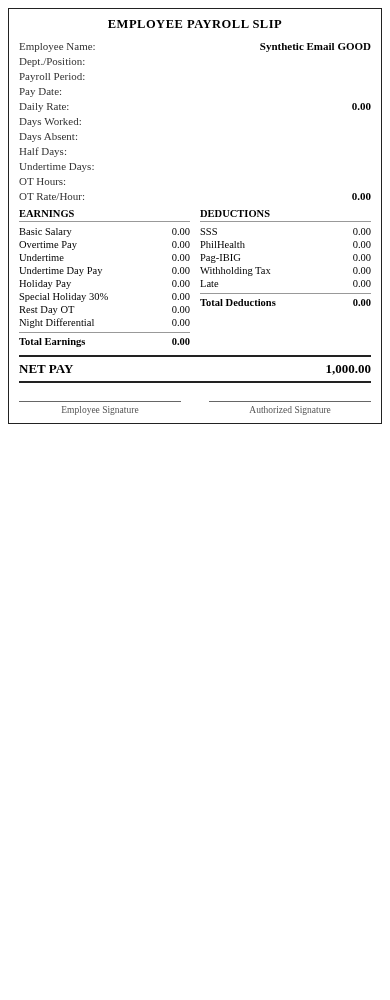 EMPLOYEE PAYROLL SLIP
Employee Name: Synthetic Email GOOD
Dept./Position:
Payroll Period:
Pay Date:
Daily Rate: 0.00
Days Worked:
Days Absent:
Half Days:
Undertime Days:
OT Hours:
OT Rate/Hour: 0.00
EARNINGS
Basic Salary 0.00
Overtime Pay 0.00
Undertime 0.00
Undertime Day Pay 0.00
Holiday Pay 0.00
Special Holiday 30% 0.00
Rest Day OT 0.00
Night Differential 0.00
Total Earnings 0.00
DEDUCTIONS
SSS 0.00
PhilHealth 0.00
Pag-IBIG 0.00
Withholding Tax 0.00
Late 0.00
Total Deductions 0.00
NET PAY 1,000.00
Employee Signature
Authorized Signature